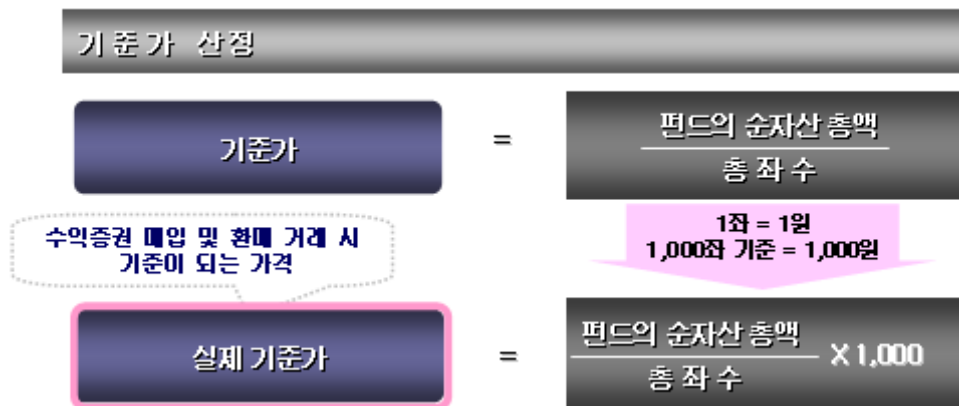 기준가 산정
기준가
=
펀드의 순자산 총액
총 좌 수
수익증권 매입 및 환매 거래 시
기준이 되는 가격
1좌 = 1원
1,000좌 기준 = 1,000원
실제 기준가
=
펀드의 순자산 총액
총 좌 수
X 1,000